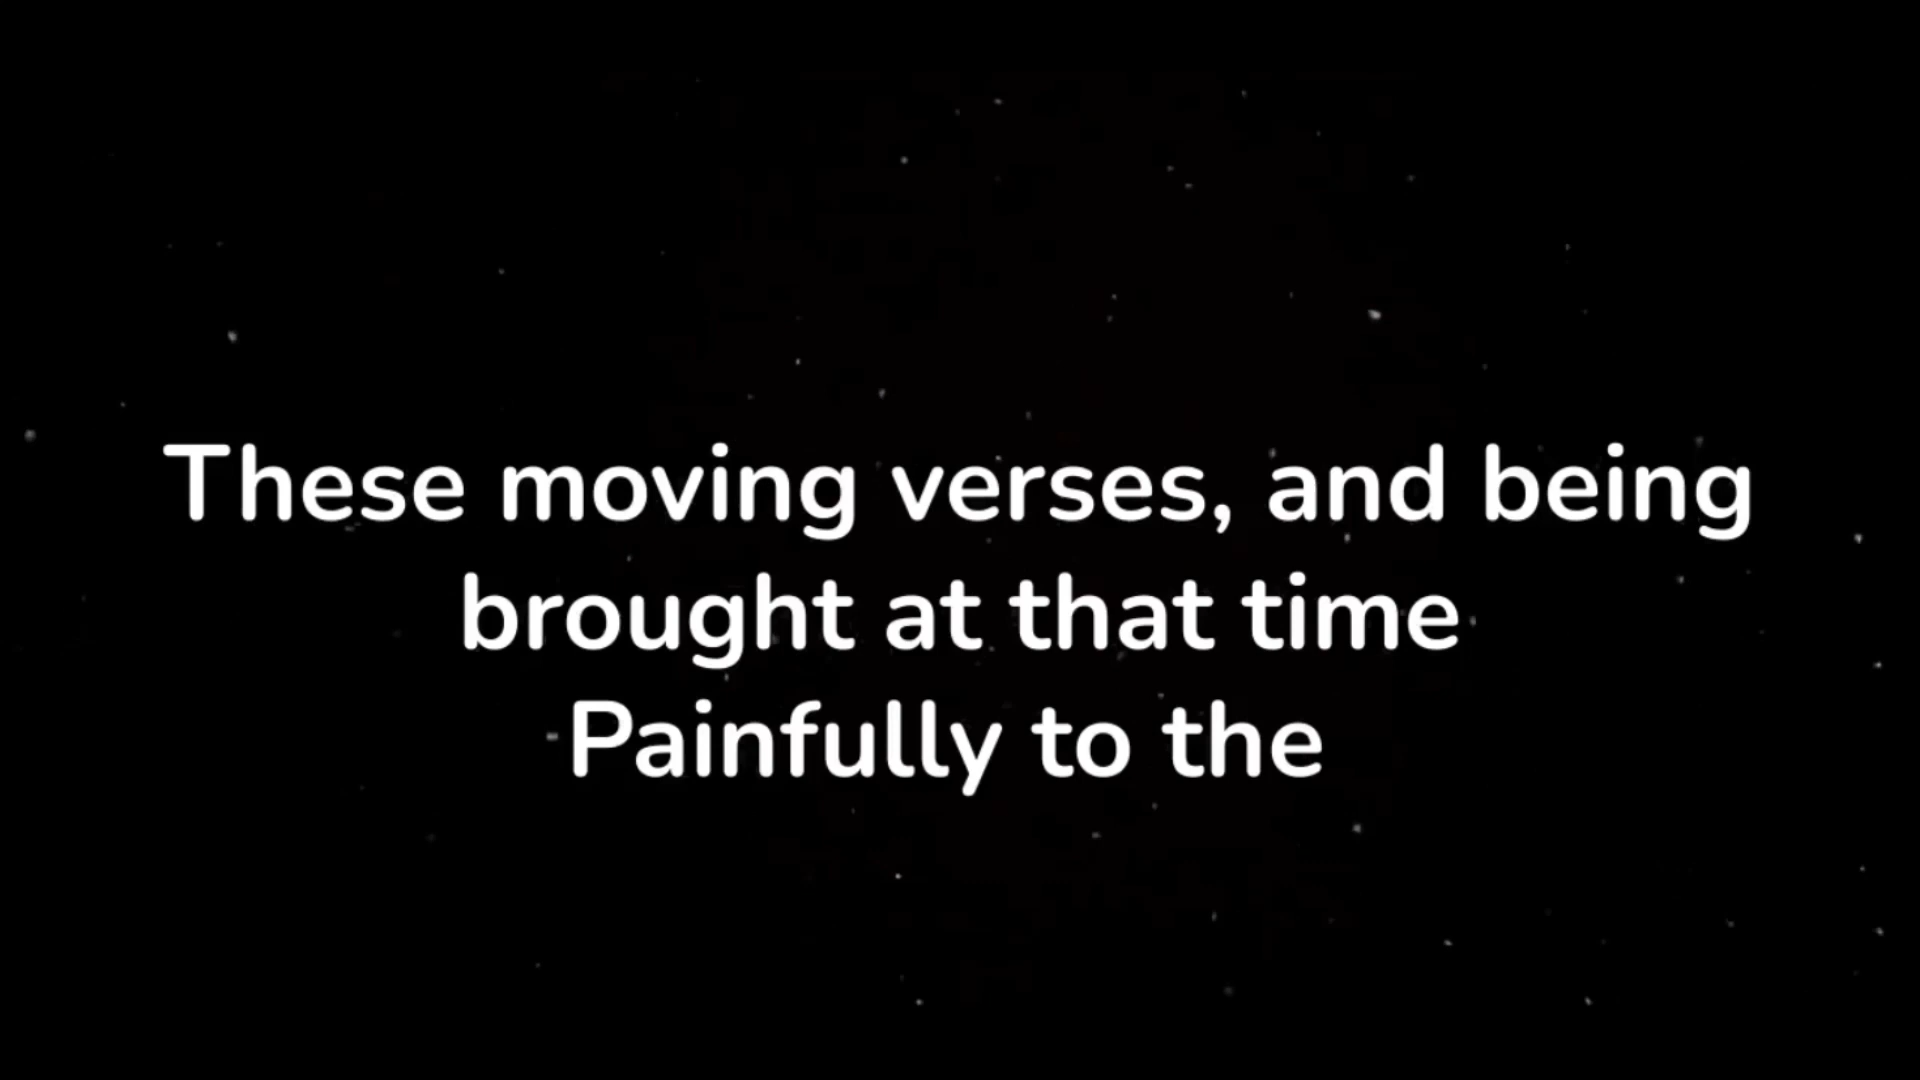 These moving verses, and being
brought at that time
Painfully to the